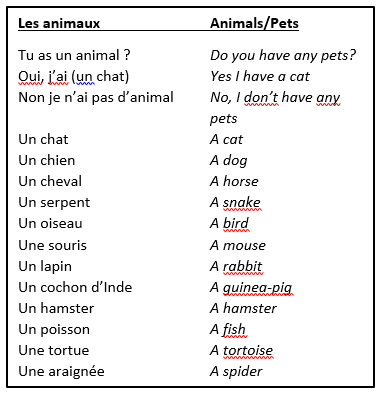 Les animaux Animals/Pets
Tu as un animal ? Do you have any pets?
Oui, j'ai (un chat) Yes I have a cat
Non je n'ai pas d'animal No, I don't have any
pets
Un chat A cat
Un chien A dog
Un cheval A horse
Un serpent A snake
Un oiseau A bird
Une souris A mouse
Un lapin A rabbit
Un cochon d'Inde A guinea-pig
Un hamster A hamster
Un poisson A fish
Une tortue A tortoise
Une araignée A spider